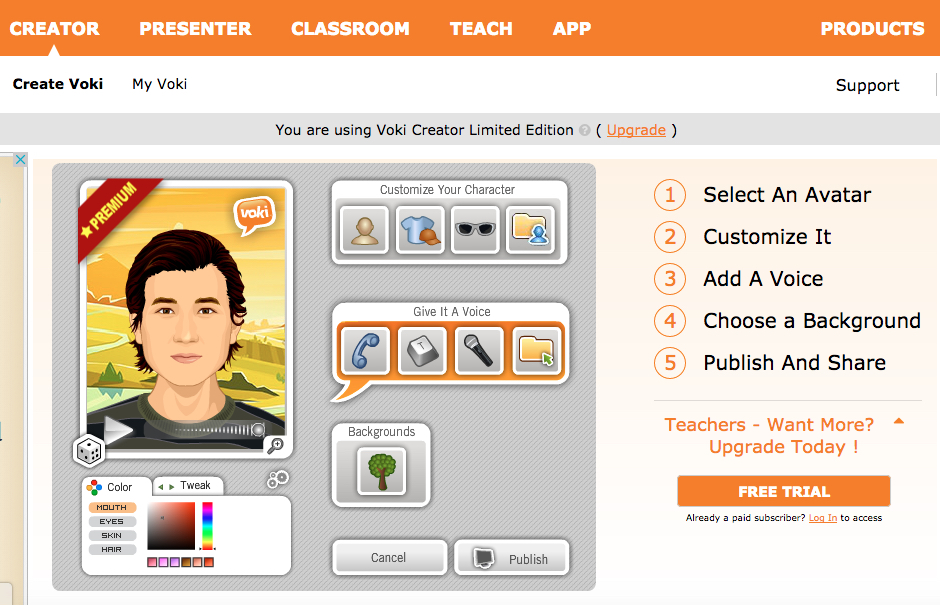 CREATOR PRESENTER CLASSROOM TEACH APP PRODUCTS
Create Voki My Voki Support
You are using Voki Creator Limited Edition ? ( Upgrade )
PREMIUM
voki
Customize Your Character
Give It A Voice
T
Backgrounds
Color Tweak
MOUTH
EYES
SKIN
HAIR
Cancel Publish
1 Select An Avatar
2 Customize It
3 Add A Voice
4 Choose a Background
5 Publish And Share
Teachers - Want More?
Upgrade Today !
FREE TRIAL
Already a paid subscriber? Log In to access